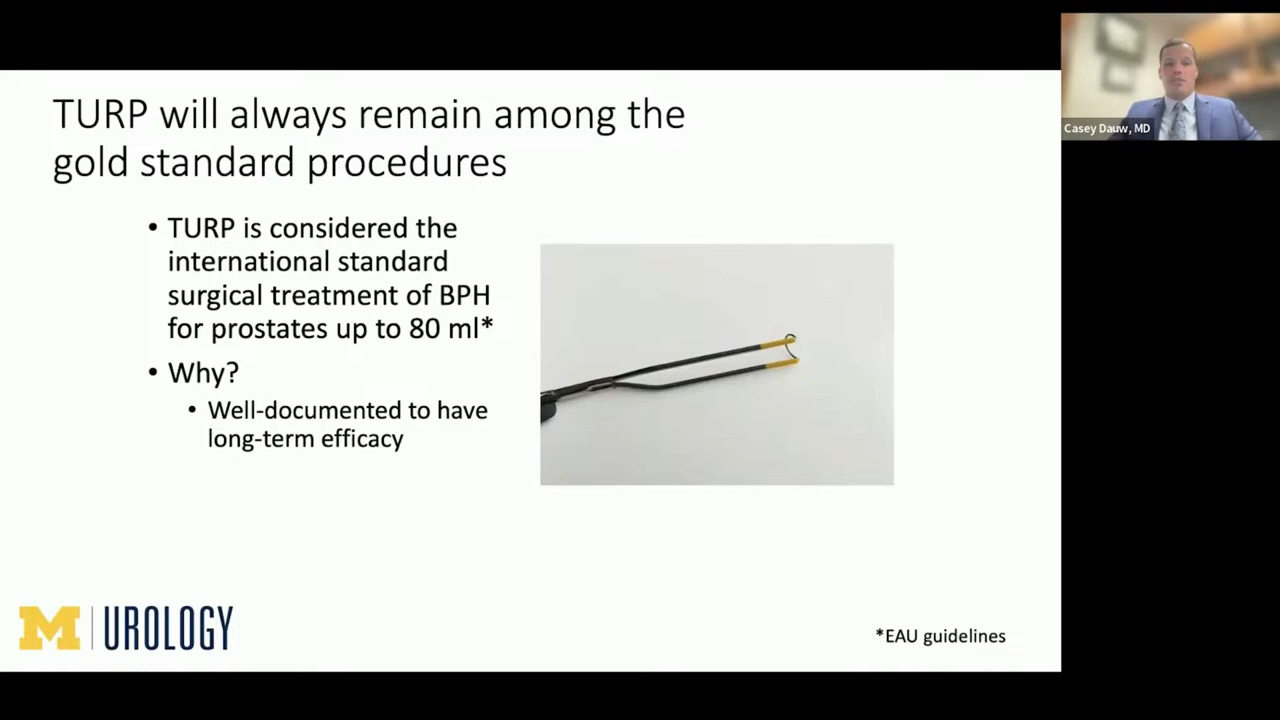 TURP will always remain among the
gold standard procedures
• TURP is considered the
international standard
surgical treatment of BPH
for prostates up to 80 ml*
• Why?
• Well-documented to have
long-term efficacy
M | UROLOGY
*EAU guidelines
Casey Dauw, MD